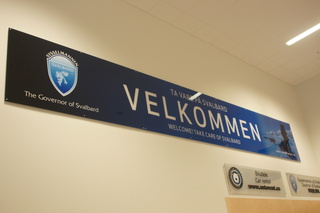 SYSSELMANNEN
The Governor of Svalbard
TA VARE PÅ SVALBARD
VELKOMMEN
WELCOME! TAKE CARE OF SVALBARD
Car rental